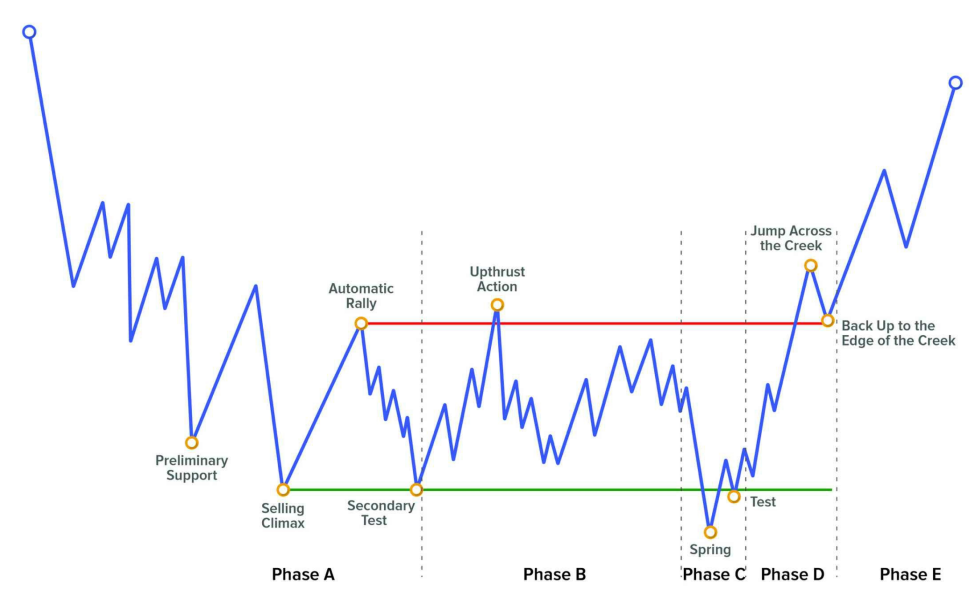 Jump Across
the Creek
Upthrust
Action
Automatic
Rally
Back Up to the
Edge of the Creek
Preliminary
Support
Selling
Climax
Secondary
Test
Test
Spring
Phase A
Phase B
Phase C
Phase D
Phase E